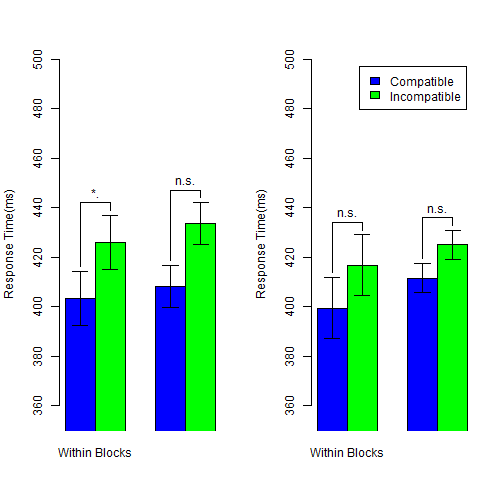 Response Time(ms)
500
480
460
440
420
400
380
360
*.
n.s.
Within Blocks
Response Time(ms)
500
480
460
440
420
400
380
360
Compatible
Incompatible
n.s.
n.s.
Within Blocks